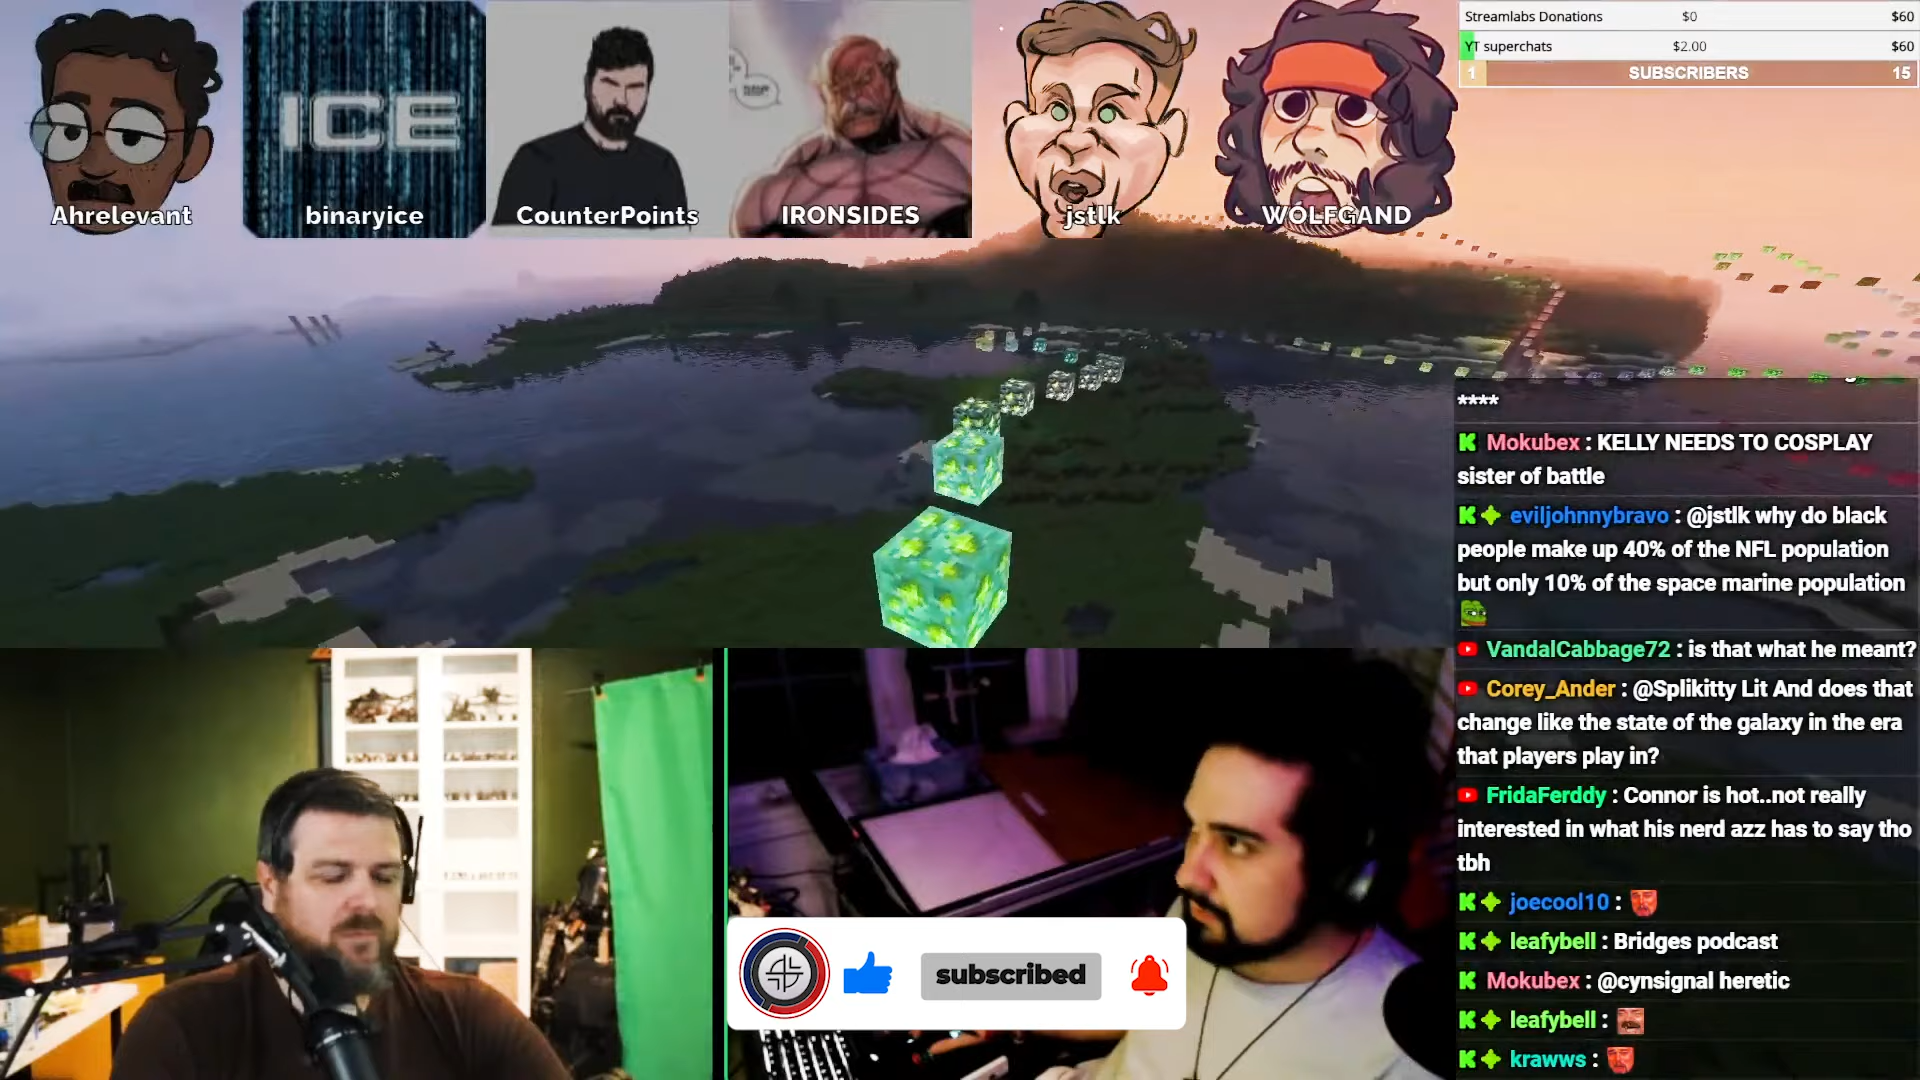 Streamlabs Donations $0 $60
YT superchats $2.00 $60
1 SUBSCRIBERS 15
ICE
Ahrelevant
binaryice
CounterPoints
IRONSIDES
jstlk
WOLFGAND
****
Mokubex : KELLY NEEDS TO COSPLAY
sister of battle
eviljohnnybravo : @jstlk why do black
people make up 40% of the NFL population
but only 10% of the space marine population
VandalCabbage72 : is that what he meant?
Corey_Ander : @Splikitty Lit And does that
change like the state of the galaxy in the era
that players play in?
FridaFerddy : Connor is hot..not really
interested in what his nerd azz has to say tho
tbh
joecool10 :
leafybell : Bridges podcast
Mokubex : @cynsignal heretic
leafybell :
krawws :
subscribed